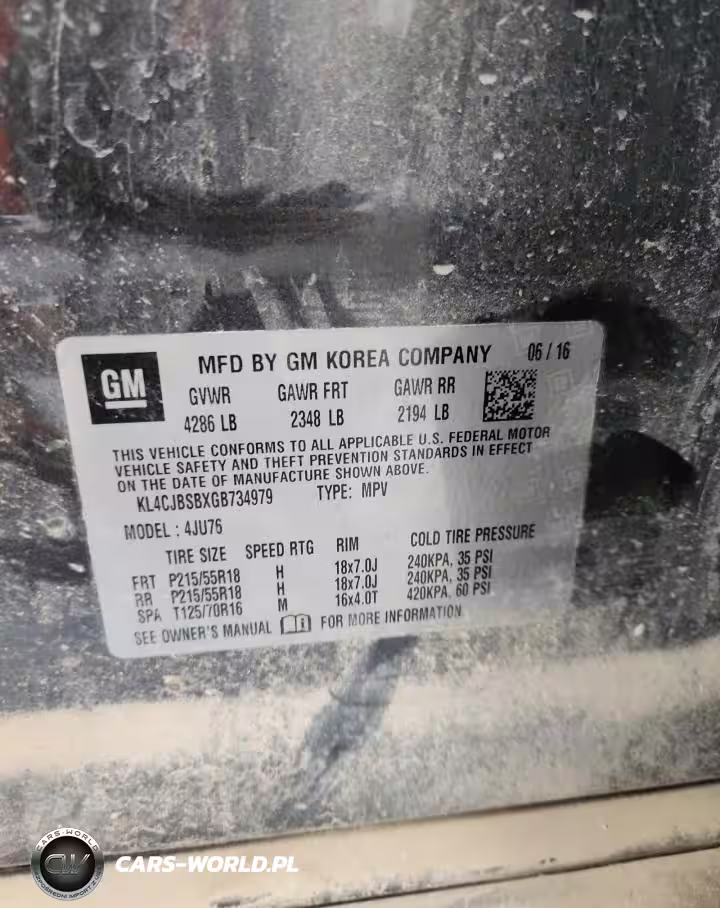 GM
MFD BY GM KOREA COMPANY 06/16
GVWR GAWR FRT GAWR RR
4286 LB 2348 LB 2194 LB
THIS VEHICLE CONFORMS TO ALL APPLICABLE U.S. FEDERAL MOTOR
VEHICLE SAFETY AND THEFT PREVENTION STANDARDS IN EFFECT
ON THE DATE OF MANUFACTURE SHOWN ABOVE.
KL4CJBSBXGB734979 TYPE: MPV
MODEL : 4JU76
TIRE SIZE SPEED RTG RIM COLD TIRE PRESSURE
FRT P215/55R18 H 18x7.0J 240KPA, 35 PSI
RR P215/55R18 H 18x7.0J 240KPA, 35 PSI
SPA T125/70R16 M 16x4.0T 420KPA, 60 PSI
SEE OWNER'S MANUAL FOR MORE INFORMATION
CARS-WORLD
CW
CARS-WORLD.PL